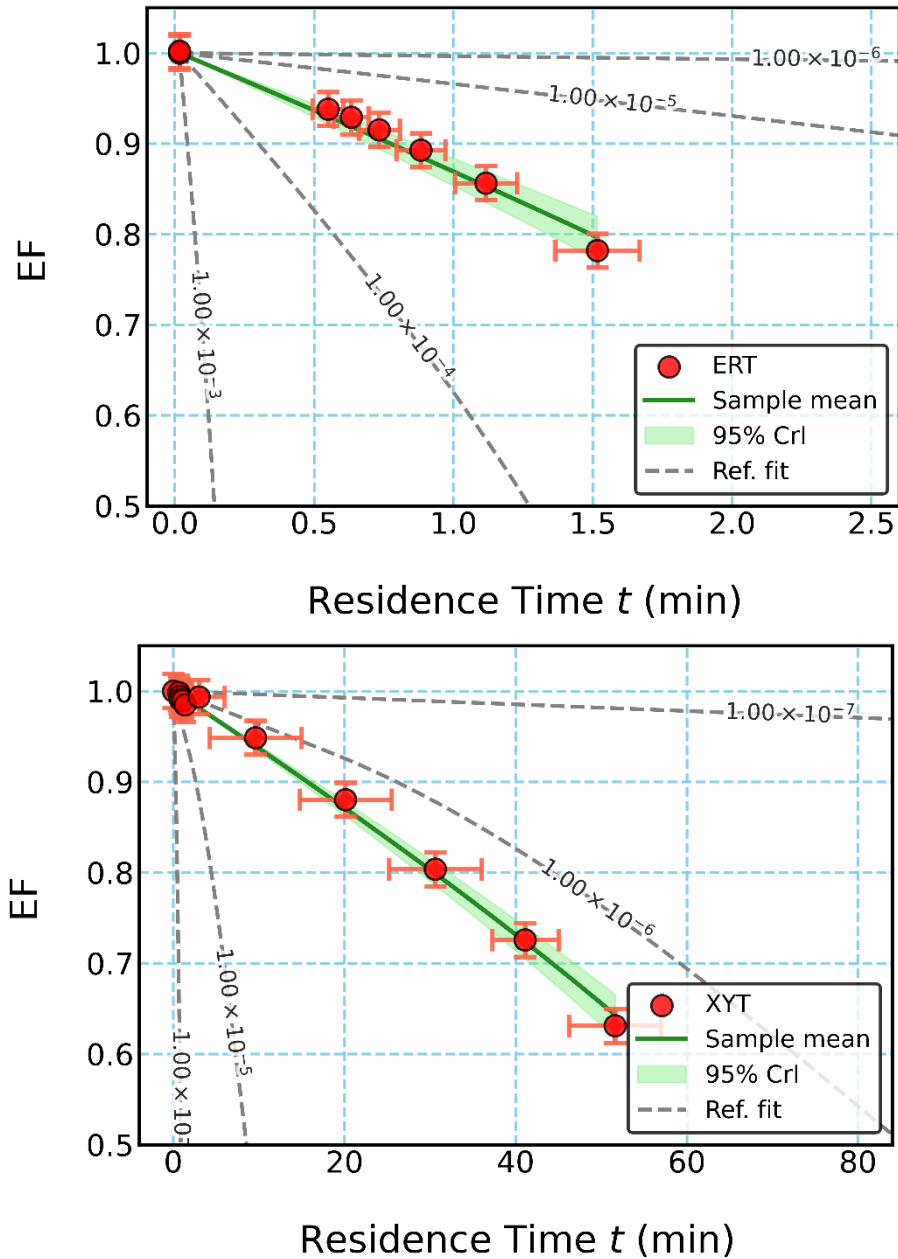 1.0
0.9
0.8
0.7
0.6
0.5
EF
1.00×10⁻⁶
1.00×10⁻⁵
1.00×10⁻⁴
1.00×10⁻³
ERT
Sample mean
95% CrI
Ref. fit
0.0 0.5 1.0 1.5 2.0 2.5
Residence Time t (min)
1.0
0.9
0.8
0.7
0.6
0.5
EF
1.00×10⁻⁷
1.00×10⁻⁶
1.00×10⁻⁵
1.00×10
XYT
Sample mean
95% CrI
Ref. fit
0 20 40 60 80
Residence Time t (min)